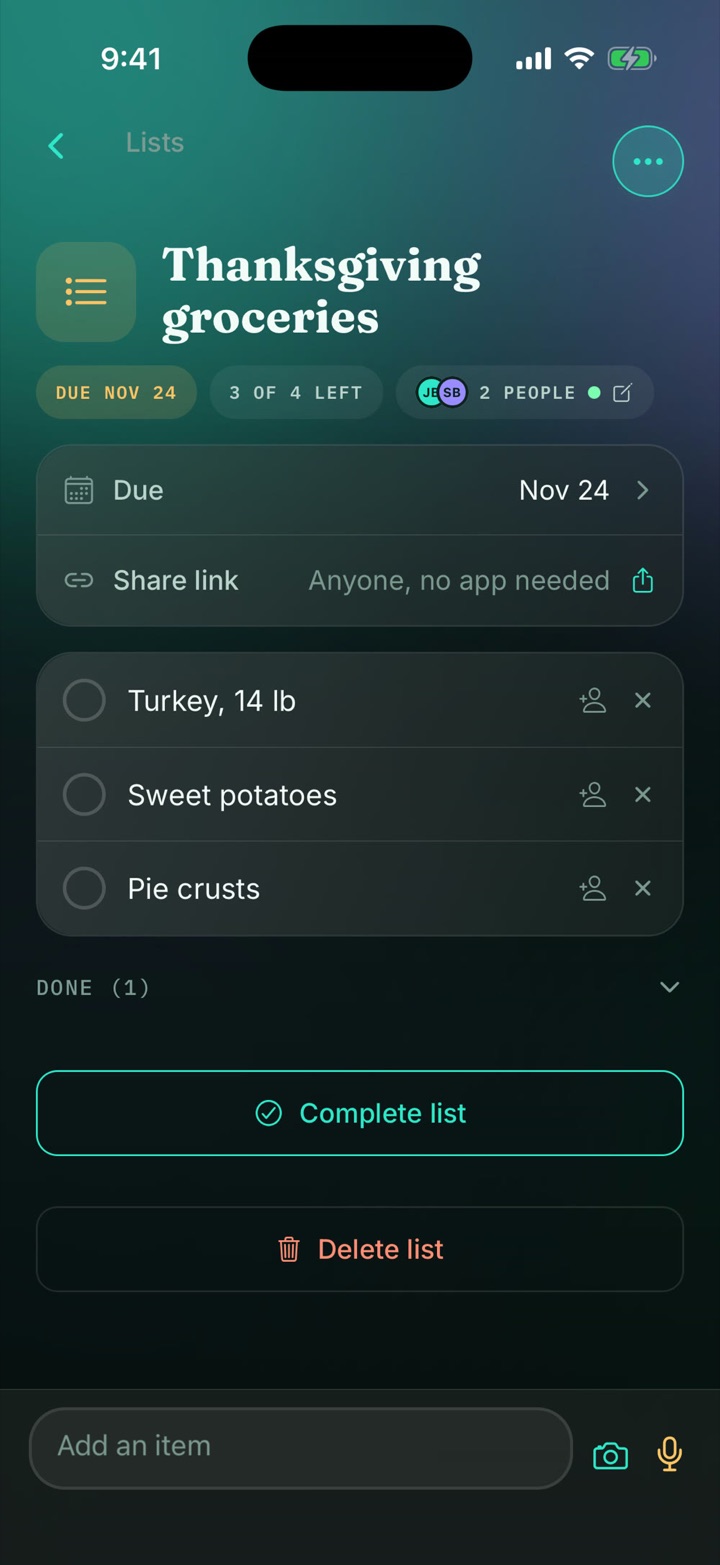 9:41
Lists
Thanksgiving
groceries
DUE NOV 24
3 OF 4 LEFT
JE SB 2 PEOPLE
Due Nov 24
Share link Anyone, no app needed
Turkey, 14 lb
Sweet potatoes
Pie crusts
DONE (1)
Complete list
Delete list
Add an item